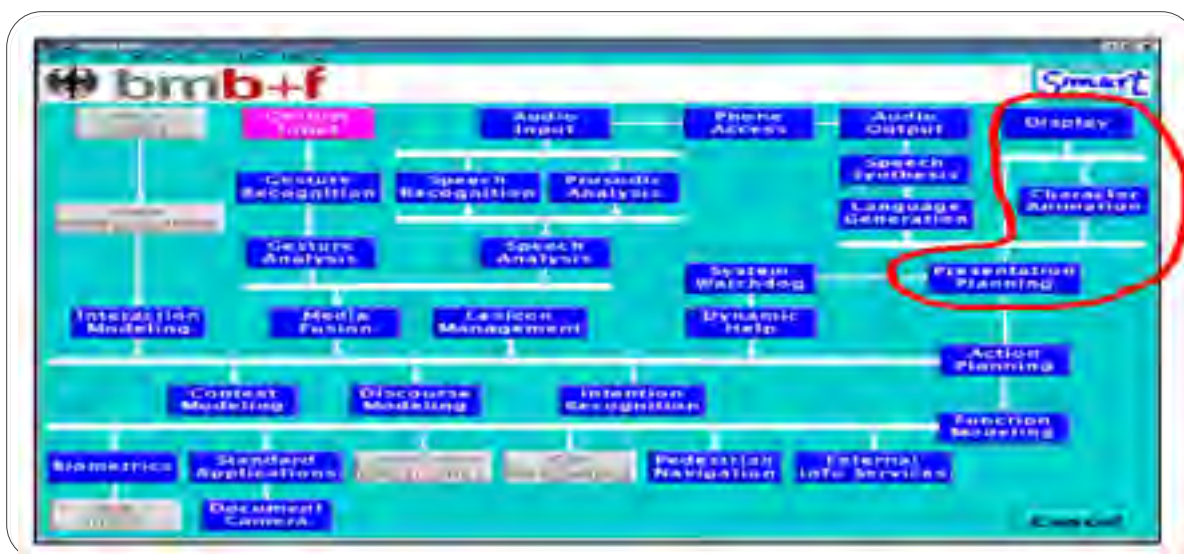 bmb+f
Smart
Audio
Input
Phone
Access
Audio
Output
Display
Gesture
Recognition
Speech
Recognition
Prosodic
Analysis
Speech
Synthesis
Language
Generation
Character
Animation
Gesture
Analysis
Speech
Analysis
System
Watchdog
Presentation
Planning
Interaction
Modeling
Media
Fusion
Lexicon
Management
Dynamic
Help
Action
Planning
Context
Modeling
Discourse
Modeling
Intention
Recognition
Function
Modeling
Biometrics
Standard
Applications
Pedestrian
Navigation
External
Info Services
Document
Camera